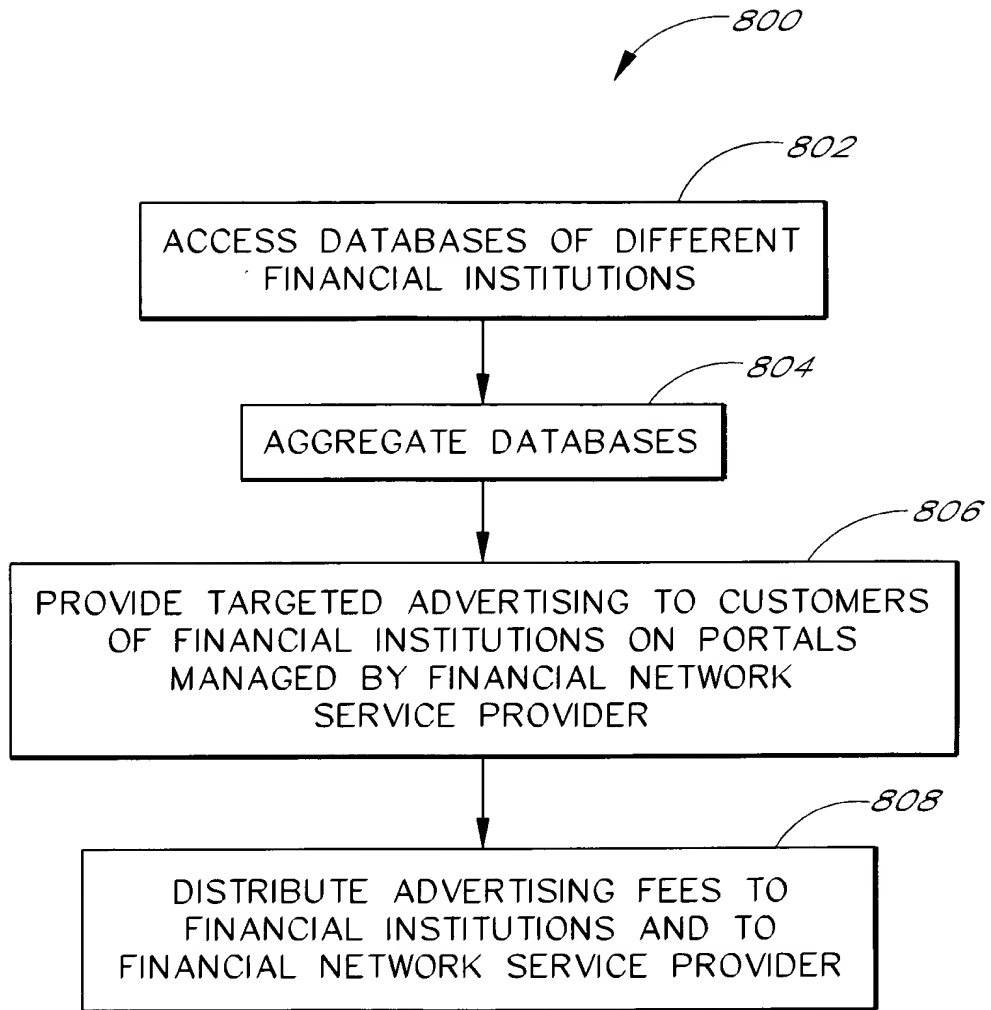 800
802
ACCESS DATABASES OF DIFFERENT
FINANCIAL INSTITUTIONS
804
AGGREGATE DATABASES
806
PROVIDE TARGETED ADVERTISING TO CUSTOMERS
OF FINANCIAL INSTITUTIONS ON PORTALS
MANAGED BY FINANCIAL NETWORK
SERVICE PROVIDER
808
DISTRIBUTE ADVERTISING FEES TO
FINANCIAL INSTITUTIONS AND TO
FINANCIAL NETWORK SERVICE PROVIDER